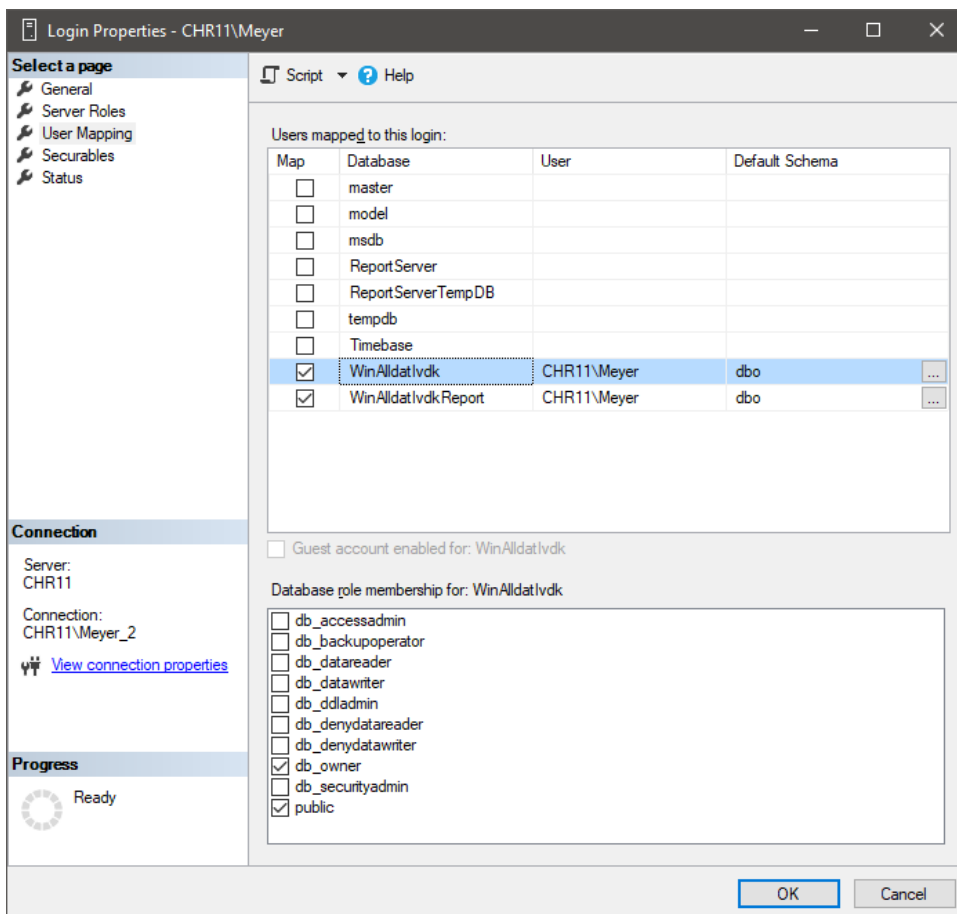 Login Properties - CHR11\Meyer
Select a page
General
Server Roles
User Mapping
Securables
Status
Script
Help
Users mapped to this login:
Map Database User Default Schema
master
model
msdb
ReportServer
ReportServerTempDB
tempdb
Timebase
WinAlldatIvdk CHR11\Meyer dbo ...
WinAlldatIvdkReport CHR11\Meyer dbo ...
Guest account enabled for: WinAlldatIvdk
Database role membership for: WinAlldatIvdk
db_accessadmin
db_backupoperator
db_datareader
db_datawriter
db_ddladmin
db_denydatareader
db_denydatawriter
db_owner
db_securityadmin
public
Connection
Server:
CHR11
Connection:
CHR11\Meyer_2
View connection properties
Progress
Ready
OK Cancel